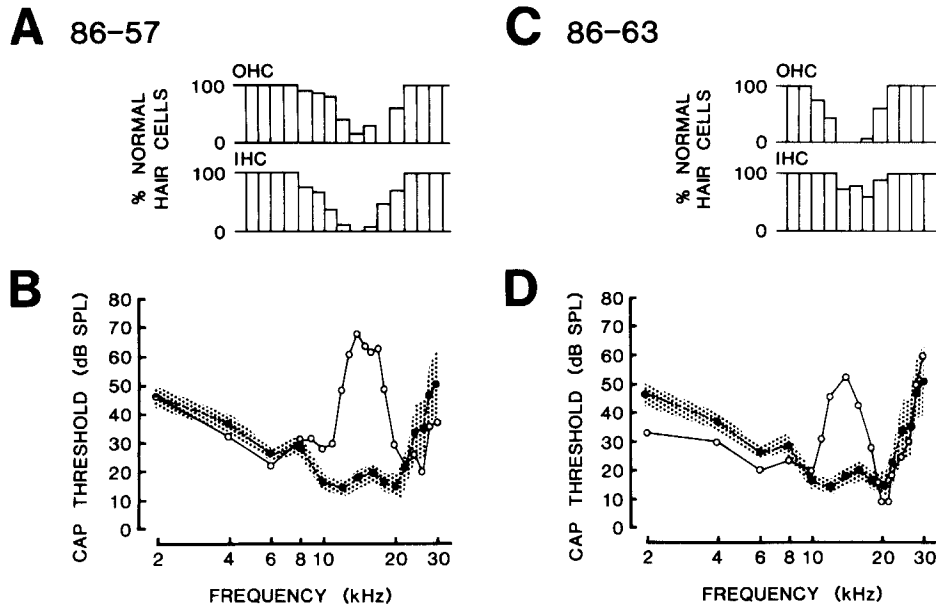 A 86-57
OHC
100
0
IHC
100
0
% NORMAL
HAIR CELLS
B
CAP THRESHOLD (dB SPL)
80
70
60
50
40
30
20
10
0
2 4 6 8 10 20 30
FREQUENCY (kHz)
C 86-63
OHC
100
0
IHC
100
0
% NORMAL
HAIR CELLS
D
CAP THRESHOLD (dB SPL)
80
70
60
50
40
30
20
10
0
2 4 6 8 10 20 30
FREQUENCY (kHz)